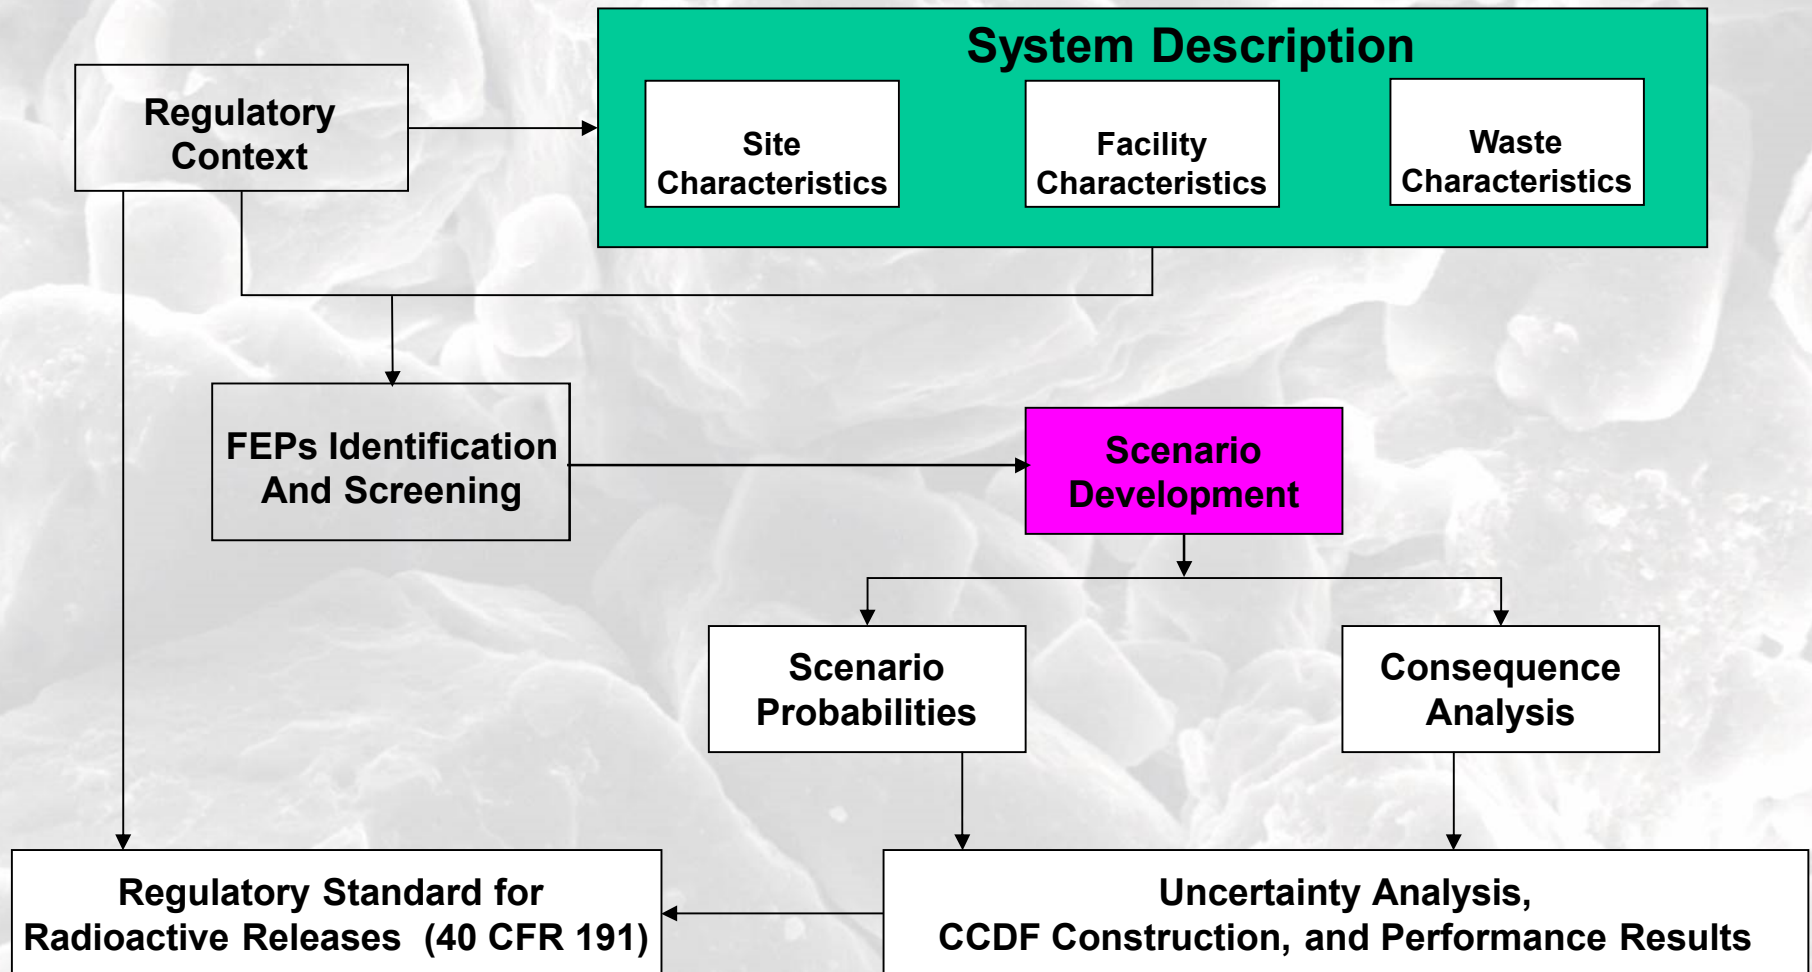 System Description
Regulatory
Context
Site
Characteristics
Facility
Characteristics
Waste
Characteristics
FEPs Identification
And Screening
Scenario
Development
Scenario
Probabilities
Consequence
Analysis
Regulatory Standard for
Radioactive Releases (40 CFR 191)
Uncertainty Analysis,
CCDF Construction, and Performance Results